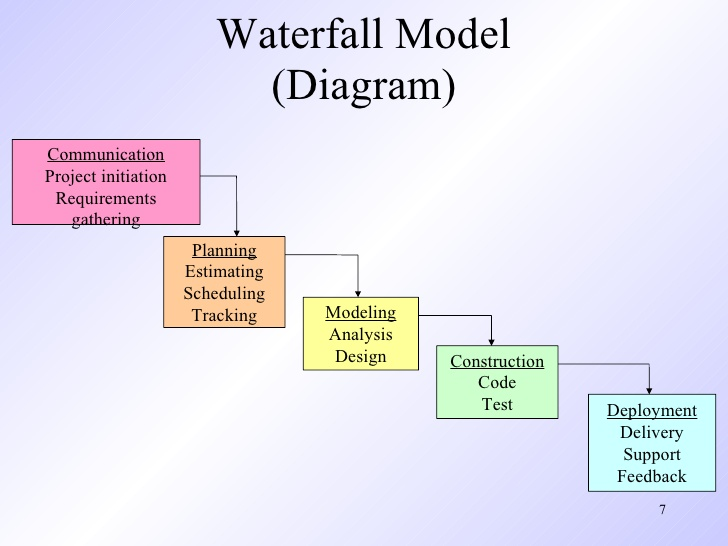 Waterfall Model
(Diagram)
Communication
Project initiation
Requirements
gathering
Planning
Estimating
Scheduling
Tracking
Modeling
Analysis
Design
Construction
Code
Test
Deployment
Delivery
Support
Feedback
7